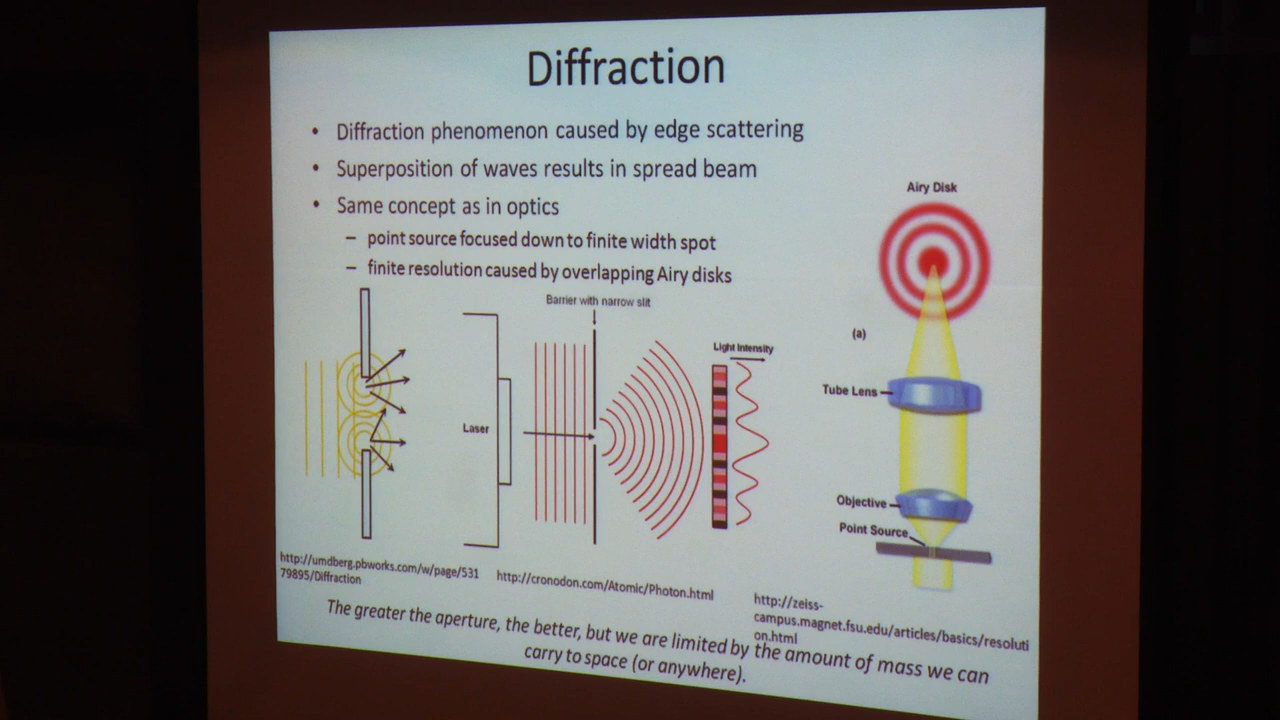 Diffraction
• Diffraction phenomenon caused by edge scattering
• Superposition of waves results in spread beam
• Same concept as in optics
– point source focused down to finite width spot
– finite resolution caused by overlapping Airy disks
Airy Disk
Barrier with narrow slit
(a)
Light Intensity
Tube Lens
Laser
Objective
Point Source
http://umdberg.pbworks.com/w/page/531
79895/Diffraction
http://cronodon.com/Atomic/Photon.html
http://zeiss-
campus.magnet.fsu.edu/articles/basics/resoluti
on.html
The greater the aperture, the better, but we are limited by the amount of mass we can
carry to space (or anywhere).